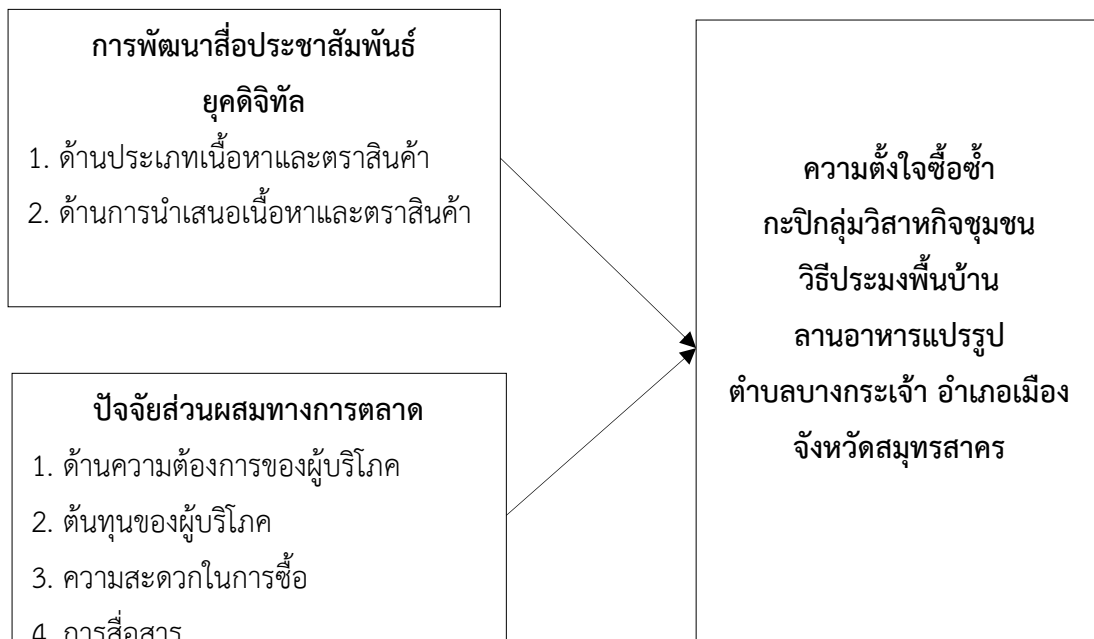 การพัฒนาสื่อประชาสัมพันธ์
ยุคดิจิทัล
1. ด้านประเภทเนื้อหาและตราสินค้า
2. ด้านการนำเสนอเนื้อหาและตราสินค้า
ปัจจัยส่วนผสมทางการตลาด
1. ด้านความต้องการของผู้บริโภค
2. ต้นทุนของผู้บริโภค
3. ความสะดวกในการซื้อ
4. การสื่อสาร
ความตั้งใจซื้อซ้ำ
กะปิกลุ่มวิสาหกิจชุมชน
วิธีประมงพื้นบ้าน
ลานอาหารแปรรูป
ตำบลบางกระเจ้า อำเภอเมือง
จังหวัดสมุทรสาคร